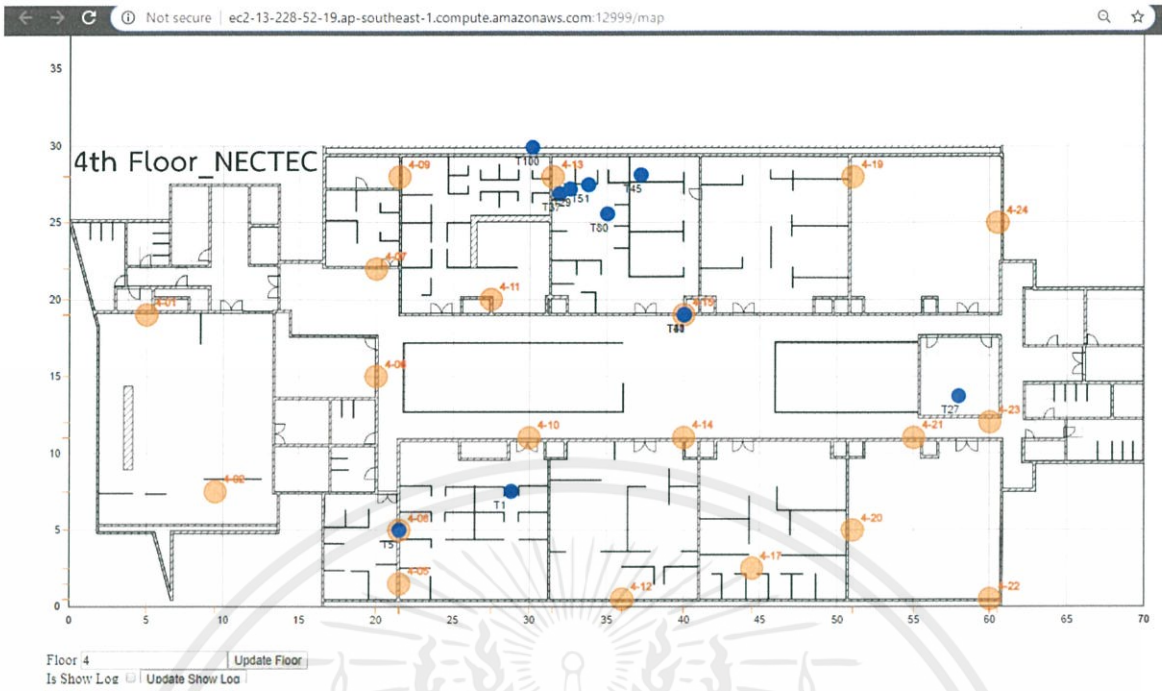 Not secure ec2-13-228-52-19.ap-southeast-1.compute.amazonaws.com:12999/map
35
30
4th Floor_NECTEC
4-09
T100
4-13
T51
T45
4-19
25
T80
4-24
4-07
20
4-01
4-11
4-15
15
4-10
4-14
T27
4-21
4-23
10
4-02
T1
5
T5
4-20
4-05
4-12
4-17
4-22
0
0 5 10 15 20 25 30 35 40 45 50 55 60 65 70
Floor 4 Update Floor
Is Show Log Update Show Log